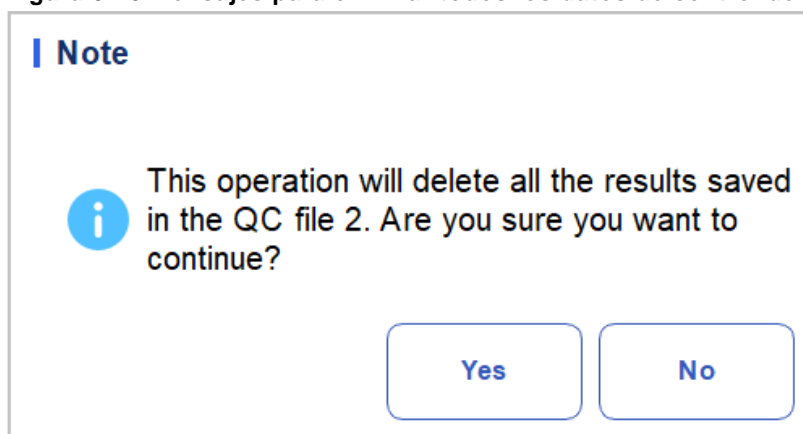 Note
This operation will delete all the results saved
in the QC file 2. Are you sure you want to
continue?
Yes
No